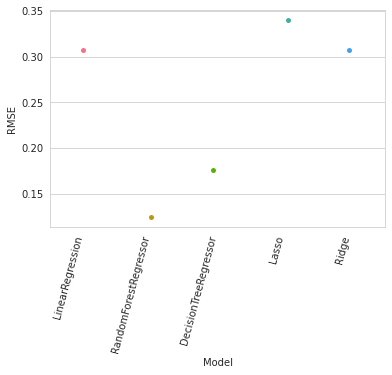 0.35
0.30
0.25
0.20
0.15
RMSE
LinearRegression
RandomForestRegressor
DecisionTreeRegressor
Lasso
Ridge
Model